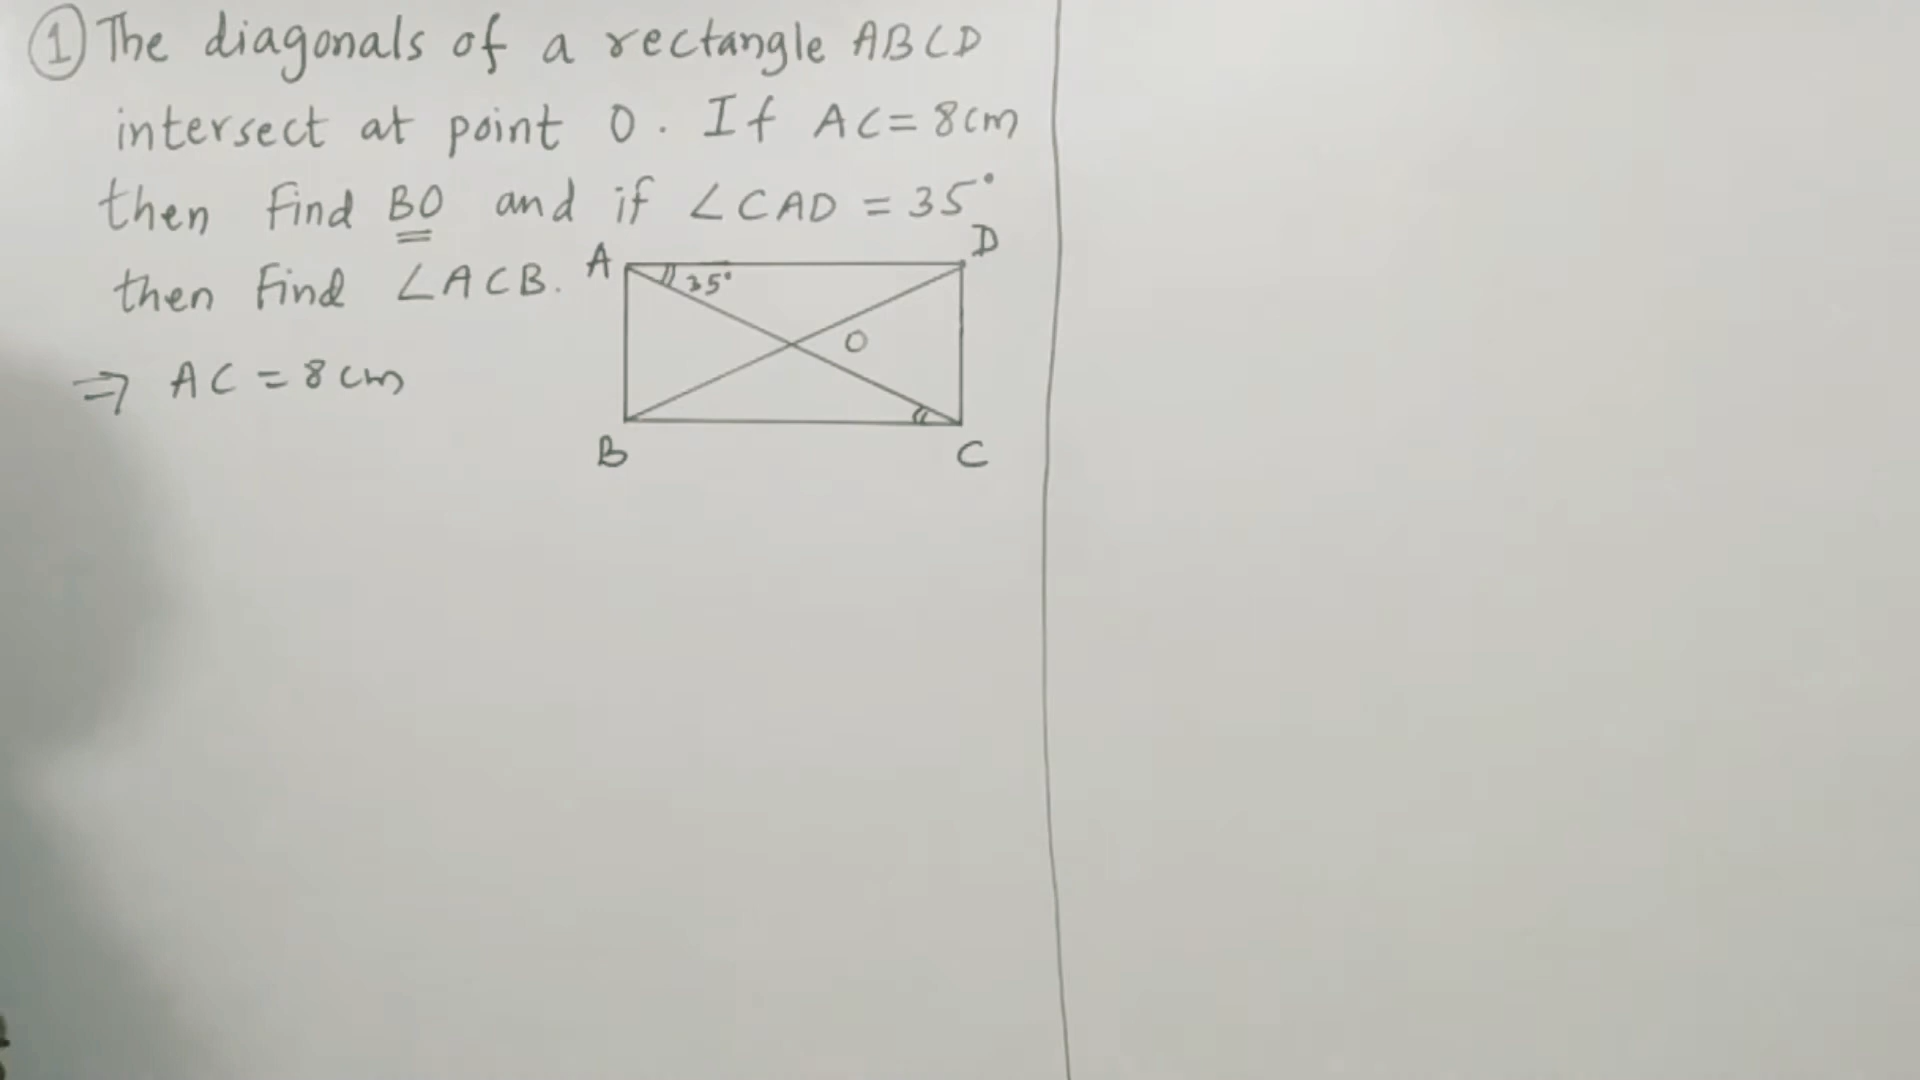 ① The diagonals of a rectangle ABCD
intersect at point O. If AC = 8cm
then find BO and if ∠CAD = 35°
then find ∠ACB.
A
D
35°
O
B
C
⇒ AC = 8cm